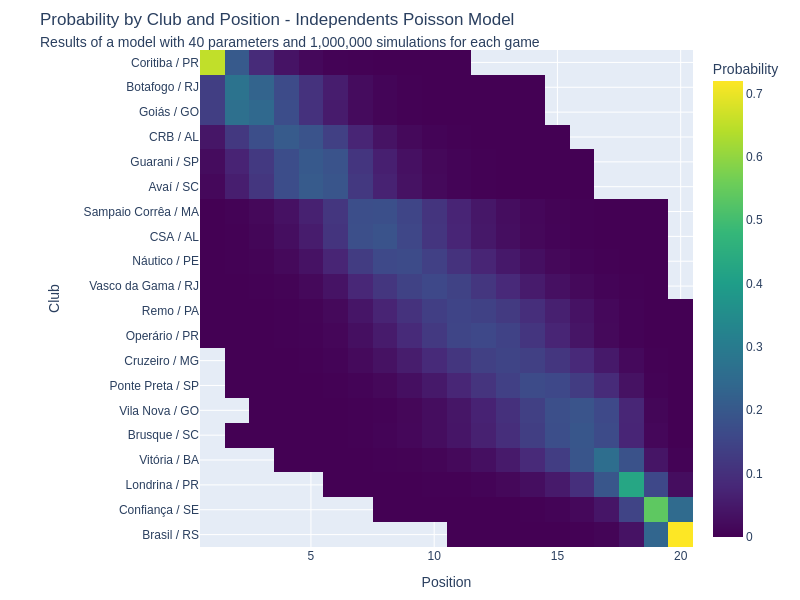 Probability by Club and Position - Independents Poisson Model
Results of a model with 40 parameters and 1,000,000 simulations for each game
Probability
Coritiba / PR
Botafogo / RJ
Goiás / GO
CRB / AL
Guarani / SP
Avaí / SC
Sampaio Corrêa / MA
CSA / AL
Náutico / PE
Vasco da Gama / RJ
Remo / PA
Operário / PR
Cruzeiro / MG
Ponte Preta / SP
Vila Nova / GO
Brusque / SC
Vitória / BA
Londrina / PR
Confiança / SE
Brasil / RS
Club
5
10
15
20
Position
0.7
0.6
0.5
0.4
0.3
0.2
0.1
0